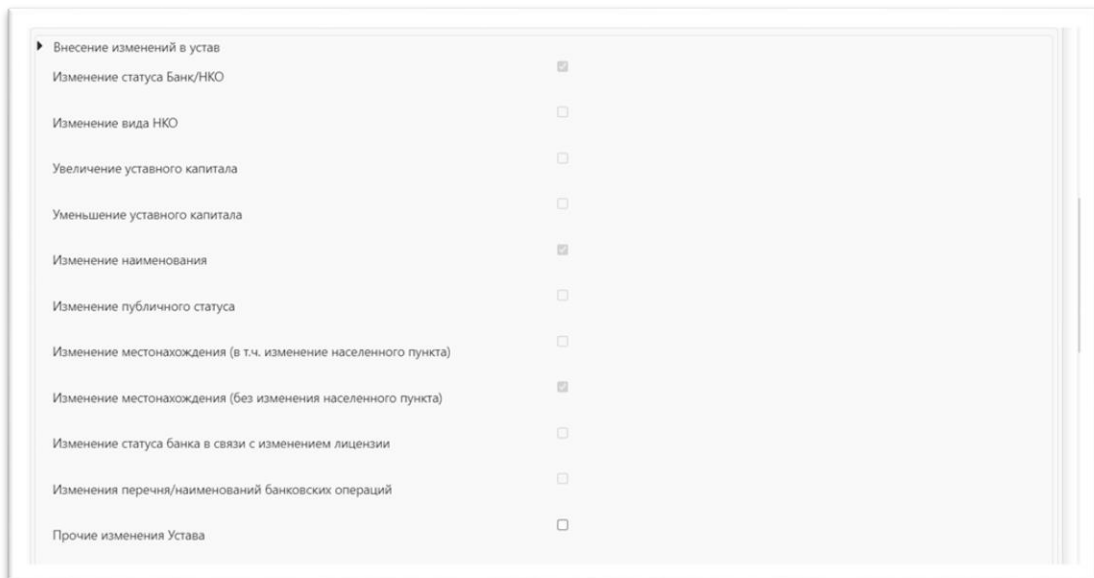 Внесение изменений в устав
Изменение статуса Банк/НКО
Изменение вида НКО
Увеличение уставного капитала
Уменьшение уставного капитала
Изменение наименования
Изменение публичного статуса
Изменение местонахождения (в т.ч. изменение населенного пункта)
Изменение местонахождения (без изменения населенного пункта)
Изменение статуса банка в связи с изменением лицензии
Изменения перечня/наименований банковских операций
Прочие изменения Устава